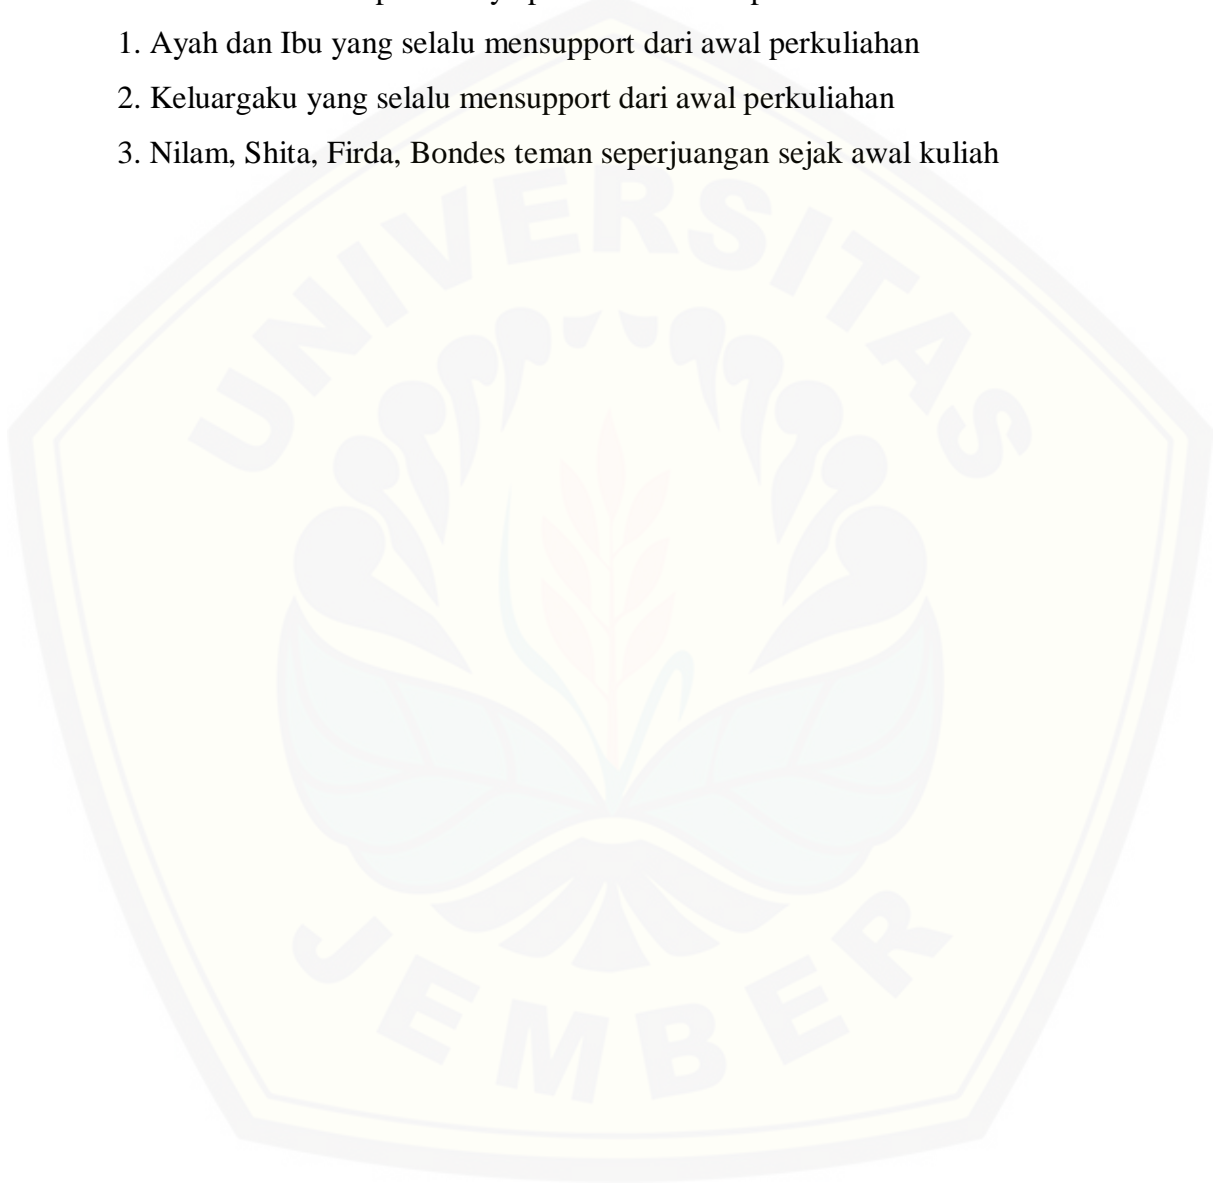 1. Ayah dan Ibu yang selalu mensupport dari awal perkuliahan
2. Keluargaku yang selalu mensupport dari awal perkuliahan
3. Nilam, Shita, Firda, Bondes teman seperjuangan sejak awal kuliah
UNIVERSITAS
JEMBER